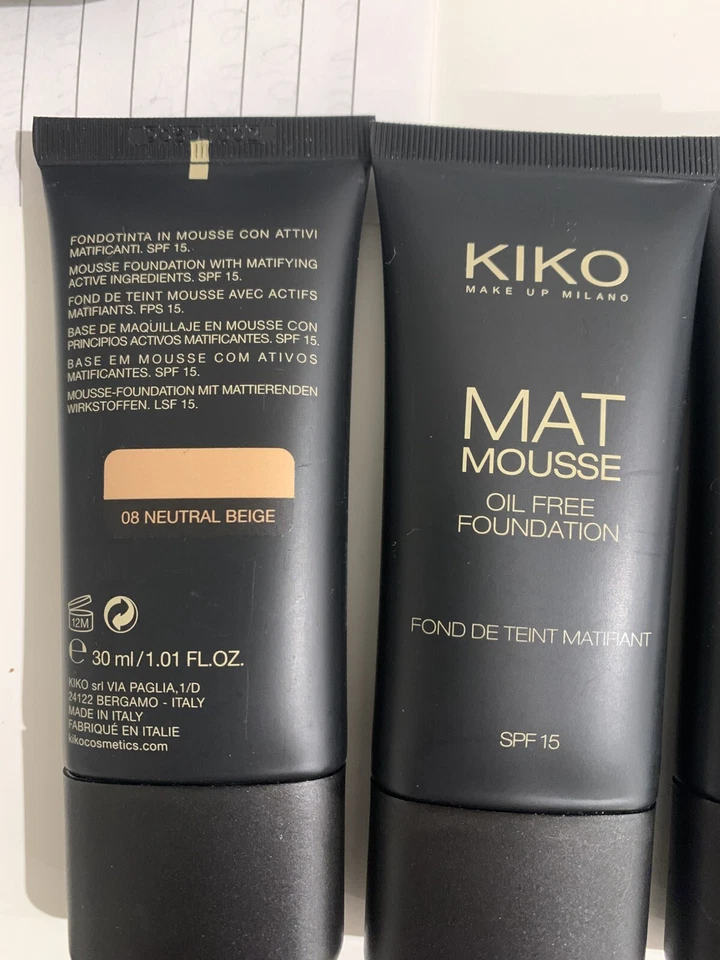 FONDOTINTA IN MOUSSE CON ATTIVI
MATIFICANTI. SPF 15.
MOUSSE FOUNDATION WITH MATIFYING
ACTIVE INGREDIENTS. SPF 15.
FOND DE TEINT MOUSSE AVEC ACTIFS
MATIFIANTS. FPS 15.
BASE DE MAQUILLAJE EN MOUSSE CON
PRINCIPIOS ACTIVOS MATIFICANTES. SPF 15.
BASE EM MOUSSE COM ATIVOS
MATIFICANTES. SPF 15.
MOUSSE-FOUNDATION MIT MATTIERENDEN
WIRKSTOFFEN. LSF 15.
08 NEUTRAL BEIGE
12M
e 30 ml/1.01 FL.OZ.
KIKO srl VIA PAGLIA,1/D
24122 BERGAMO - ITALY
MADE IN ITALY
FABRIQUÉ EN ITALIE
kikocosmetics.com
KIKO
MAKE UP MILANO
MAT
MOUSSE
OIL FREE
FOUNDATION
FOND DE TEINT MATIFIANT
SPF 15